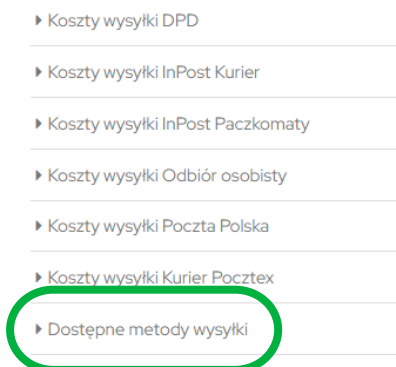 Koszty wysyłki DPD
Koszty wysyłki InPost Kurier
Koszty wysyłki InPost Paczkomaty
Koszty wysyłki Odbiór osobisty
Koszty wysyłki Poczta Polska
Koszty wysyłki Kurier Pocztex
Dostępne metody wysyłki